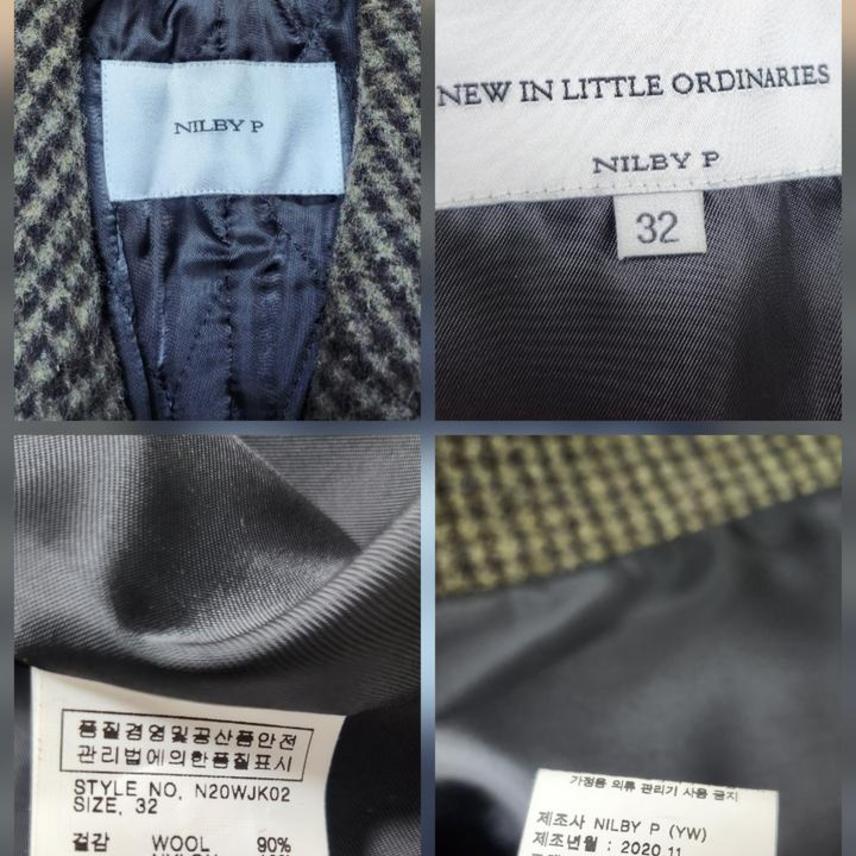 NILBY P
NEW IN LITTLE ORDINARIES
NILBY P
32
품질경영및공산품안전
관리법에의한품질표시
STYLE NO. N20WJK02
SIZE. 32
겉감 WOOL 90%
가정용 의류 관리기 사용 금지
제조사 NILBY P (YW)
제조년월 : 2020.11